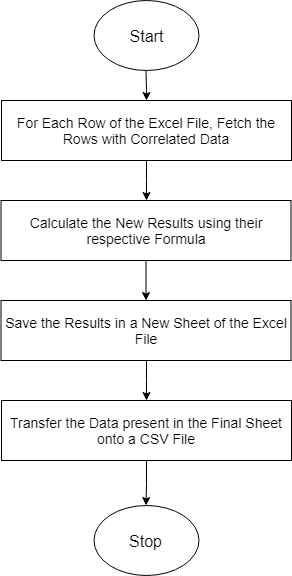 Start
For Each Row of the Excel File, Fetch the
Rows with Correlated Data
Calculate the New Results using their
respective Formula
Save the Results in a New Sheet of the Excel
File
Transfer the Data present in the Final Sheet
onto a CSV File
Stop